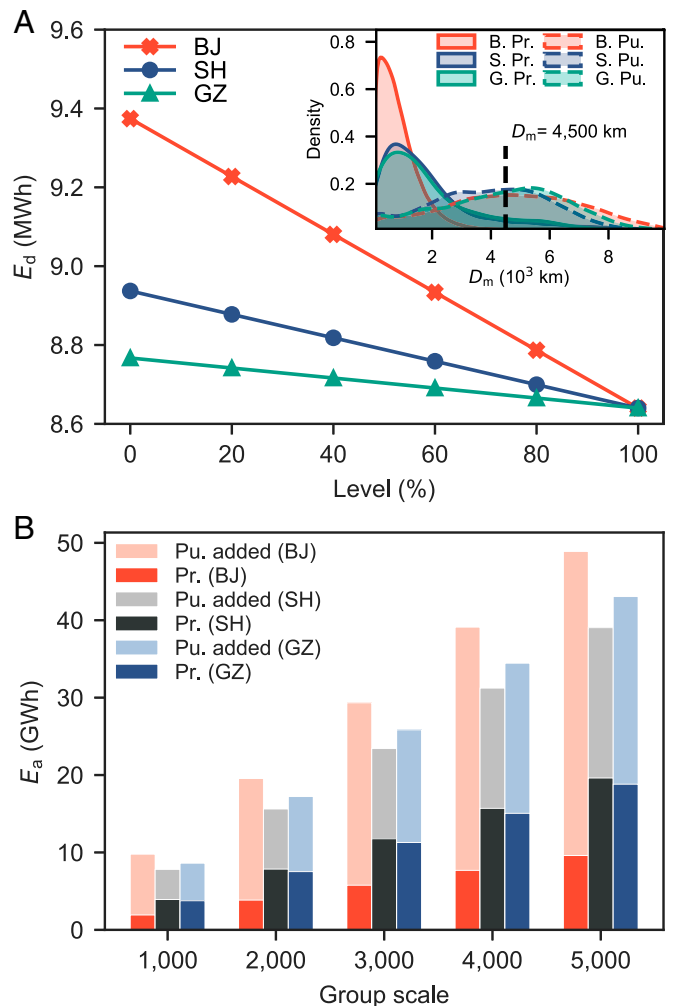 A
9.6
9.4
9.2
9.0
8.8
8.6
E_d (MWh)
BJ
SH
GZ
0.8
0.6
0.4
0.2
Density
B. Pr.
B. Pu.
S. Pr.
S. Pu.
G. Pr.
G. Pu.
D_m= 4,500 km
2 4 6 8
D_m (10³ km)
0 20 40 60 80 100
Level (%)
B
50
40
30
20
10
0
E_a (GWh)
Pu. added (BJ)
Pr. (BJ)
Pu. added (SH)
Pr. (SH)
Pu. added (GZ)
Pr. (GZ)
1,000 2,000 3,000 4,000 5,000
Group scale